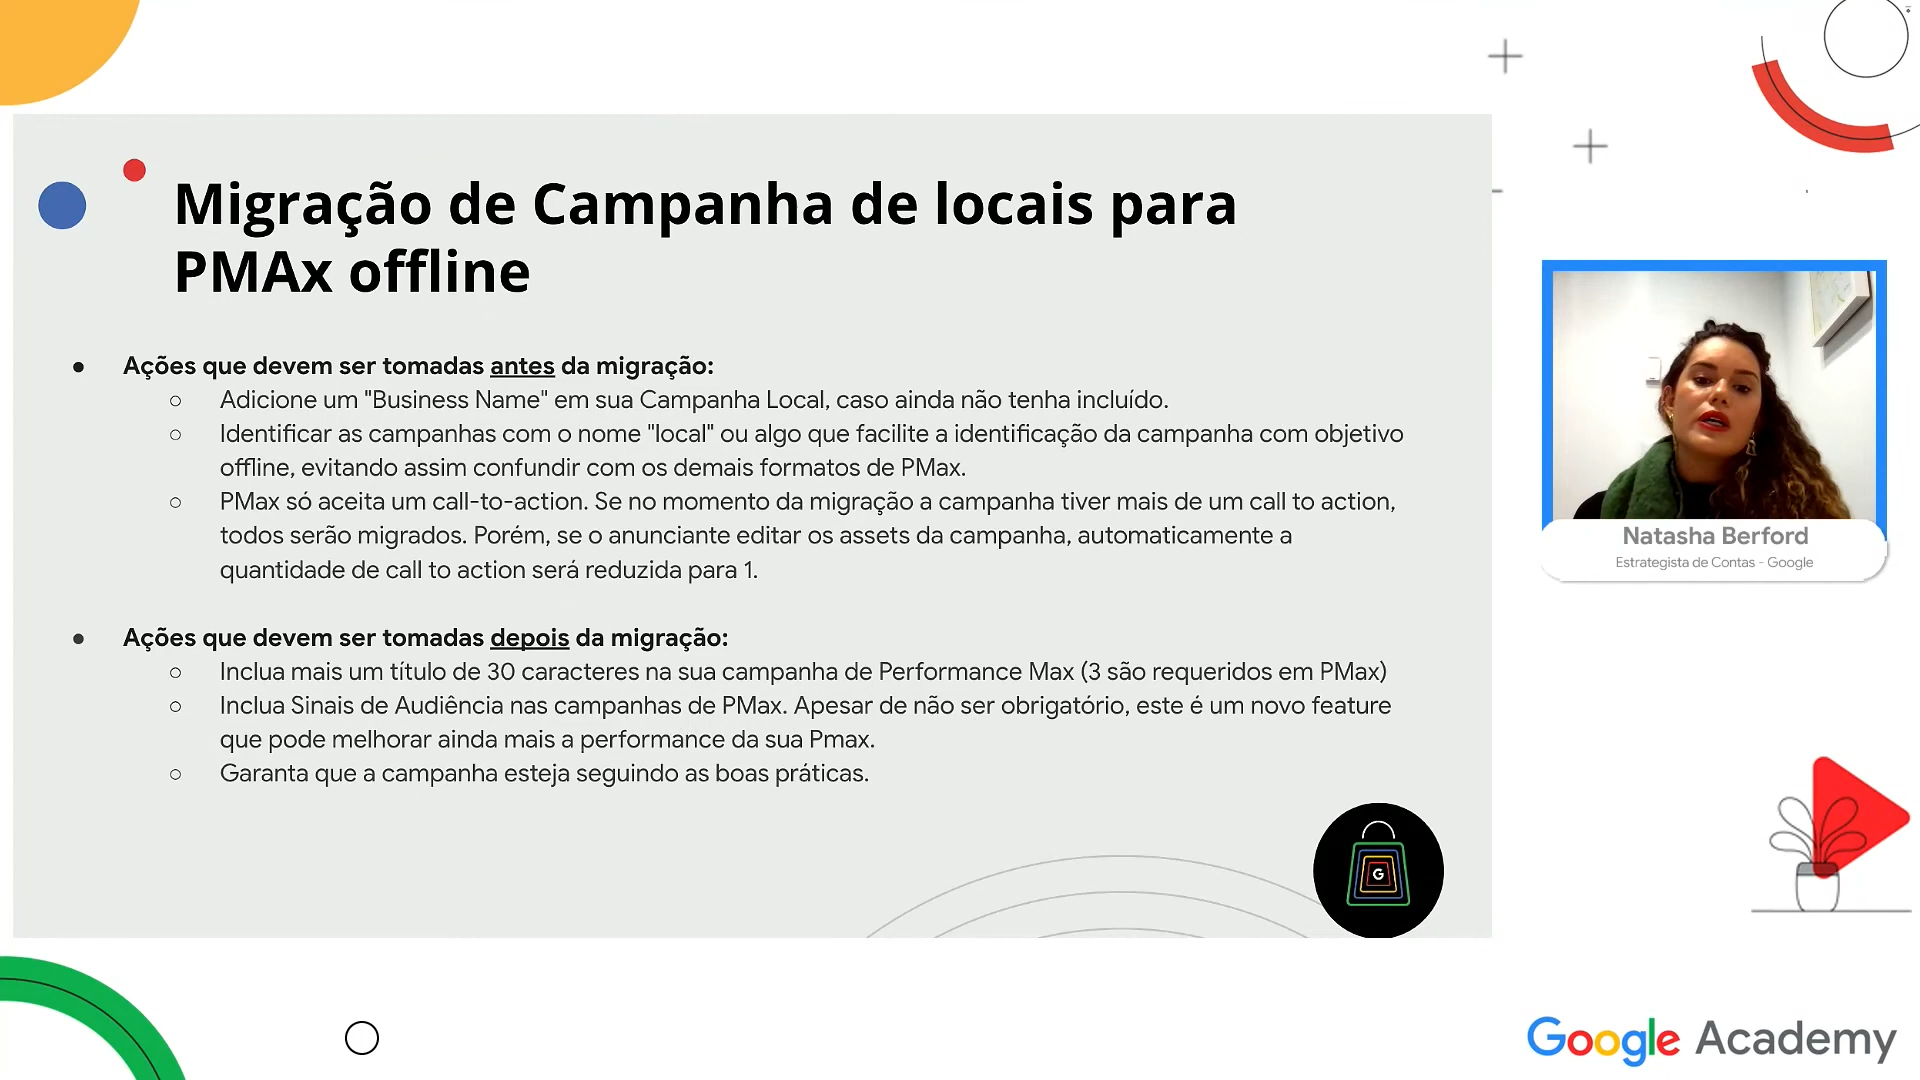 Migração de Campanha de locais para
PMAx offline
● Ações que devem ser tomadas antes da migração:
○ Adicione um "Business Name" em sua Campanha Local, caso ainda não tenha incluído.
○ Identificar as campanhas com o nome "local" ou algo que facilite a identificação da campanha com objetivo
offline, evitando assim confundir com os demais formatos de PMax.
○ PMax só aceita um call-to-action. Se no momento da migração a campanha tiver mais de um call to action,
todos serão migrados. Porém, se o anunciante editar os assets da campanha, automaticamente a
quantidade de call to action será reduzida para 1.
● Ações que devem ser tomadas depois da migração:
○ Inclua mais um título de 30 caracteres na sua campanha de Performance Max (3 são requeridos em PMax)
○ Inclua Sinais de Audiência nas campanhas de PMax. Apesar de não ser obrigatório, este é um novo feature
que pode melhorar ainda mais a performance da sua Pmax.
○ Garanta que a campanha esteja seguindo as boas práticas.
G
Natasha Berford
Estrategista de Contas - Google
Google Academy